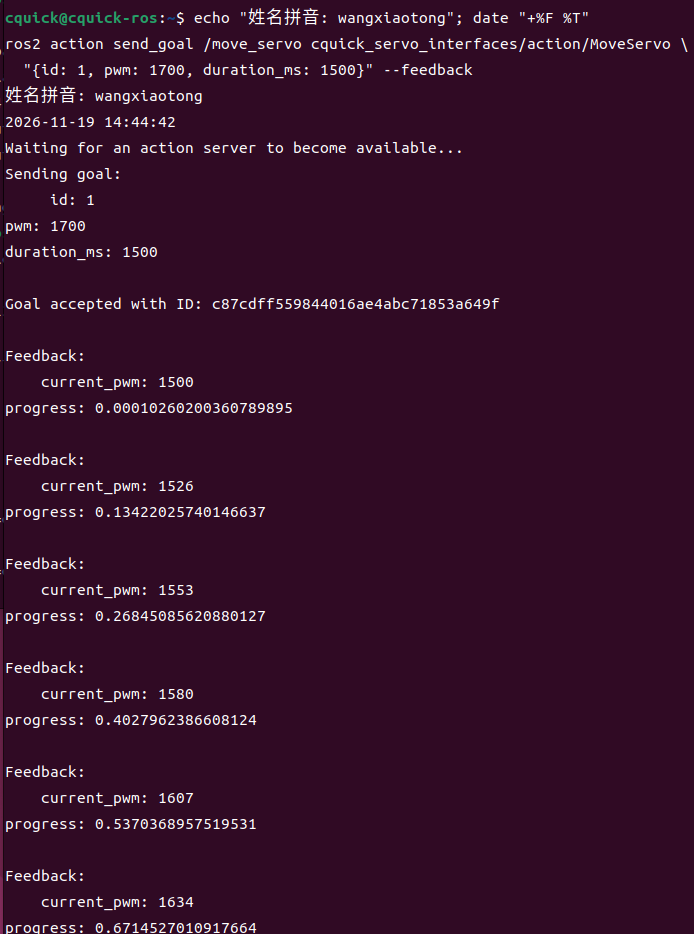 cquick@cquick-ros:~$ echo "姓名拼音: wangxiaotong"; date "+%F %T"
ros2 action send_goal /move_servo cquick_servo_interfaces/action/MoveServo \
  "{id: 1, pwm: 1700, duration_ms: 1500}" --feedback
姓名拼音: wangxiaotong
2026-11-19 14:44:42
Waiting for an action server to become available...
Sending goal:
     id: 1
pwm: 1700
duration_ms: 1500

Goal accepted with ID: c87cdff559844016ae4abc71853a649f

Feedback:
    current_pwm: 1500
progress: 0.00010260200360789895

Feedback:
    current_pwm: 1526
progress: 0.13422025740146637

Feedback:
    current_pwm: 1553
progress: 0.26845085620880127

Feedback:
    current_pwm: 1580
progress: 0.4027962386608124

Feedback:
    current_pwm: 1607
progress: 0.5370368957519531

Feedback:
    current_pwm: 1634
progress: 0.6714527010917664